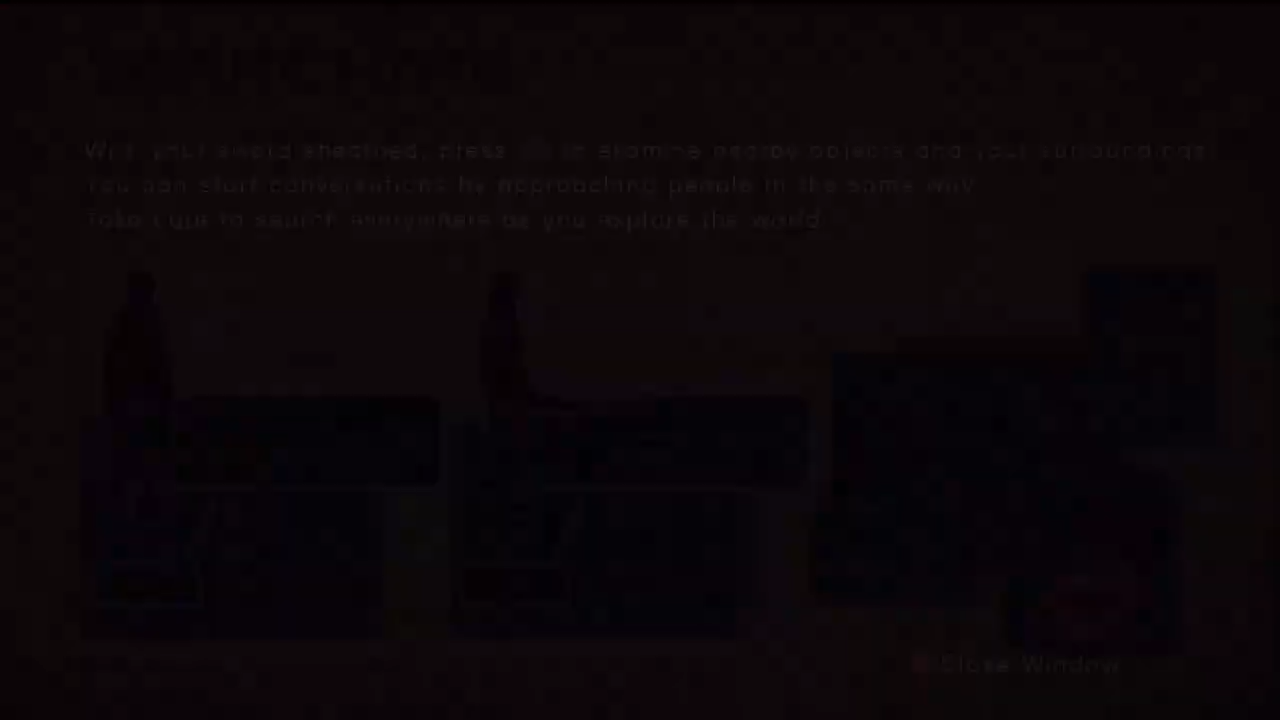 With your sword sheathed, press to examine nearby objects and your surroundings.
You can start conversations by approaching people in the same way.
Take care to search everywhere as you explore the world.
Close Window